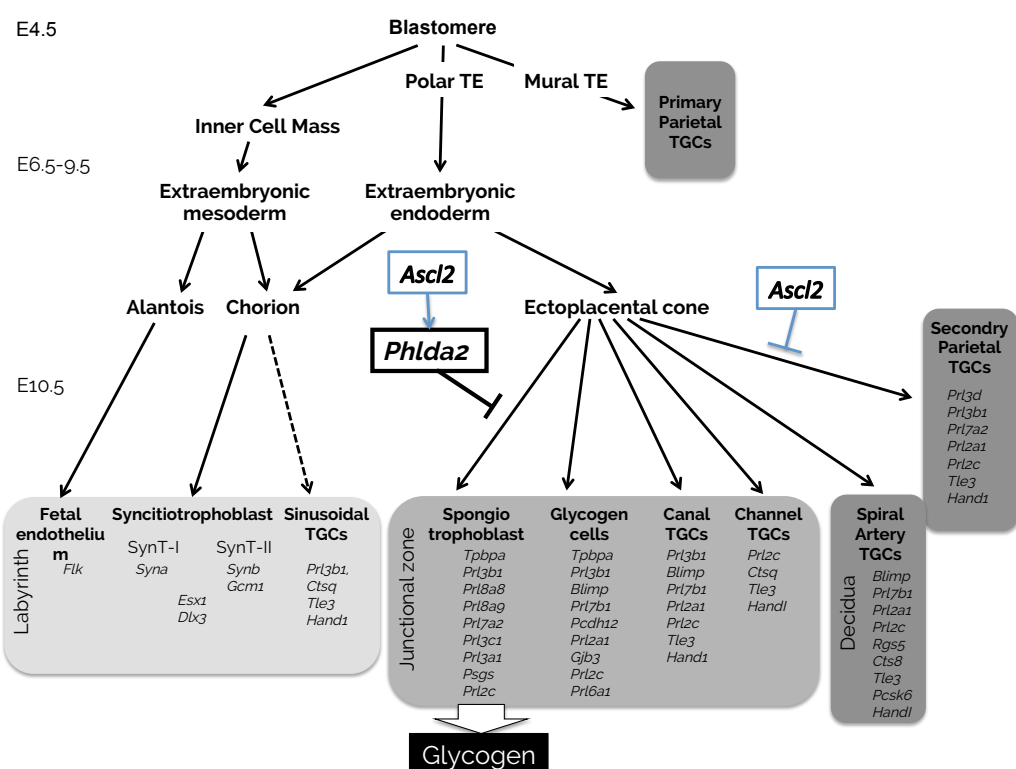 E4.5
Blastomere
Polar TE
Mural TE
Primary
Parietal
TGCs
Inner Cell Mass
E6.5-9.5
Extraembryonic
mesoderm
Extraembryonic
endoderm
Ascl2
Ascl2
Alantois
Chorion
Ectoplacental cone
Phlda2
E10.5
Secondry
Parietal
TGCs
Prl3d
Prl3b1
Prl7a2
Prl2a1
Prl2c
Tle3
Hand1
Labyrinth
Fetal
endotheliu
m
Flk
Syncitiotrophoblast
SynT-I
Syna
SynT-II
Synb
Gcm1
Esx1
Dlx3
Sinusoidal
TGCs
Prl3b1,
Ctsq
Tle3
Hand1
Junctional zone
Spongio
trophoblast
Tpbpa
Prl3b1
Prl8a8
Prl8a9
Prl7a2
Prl3c1
Prl3a1
Psgs
Prl2c
Glycogen
cells
Tpbpa
Prl3b1
Blimp
Prl7b1
Pcdh12
Prl2a1
Gjb3
Prl2c
Prl6a1
Canal
TGCs
Prl3b1
Blimp
Prl7b1
Prl2a1
Prl2c
Tle3
Hand1
Channel
TGCs
Prl2c
Ctsq
Tle3
HandI
Decidua
Spiral
Artery
TGCs
Blimp
Prl7b1
Prl2a1
Prl2c
Rgs5
Cts8
Tle3
Pcsk6
HandI
Glycogen